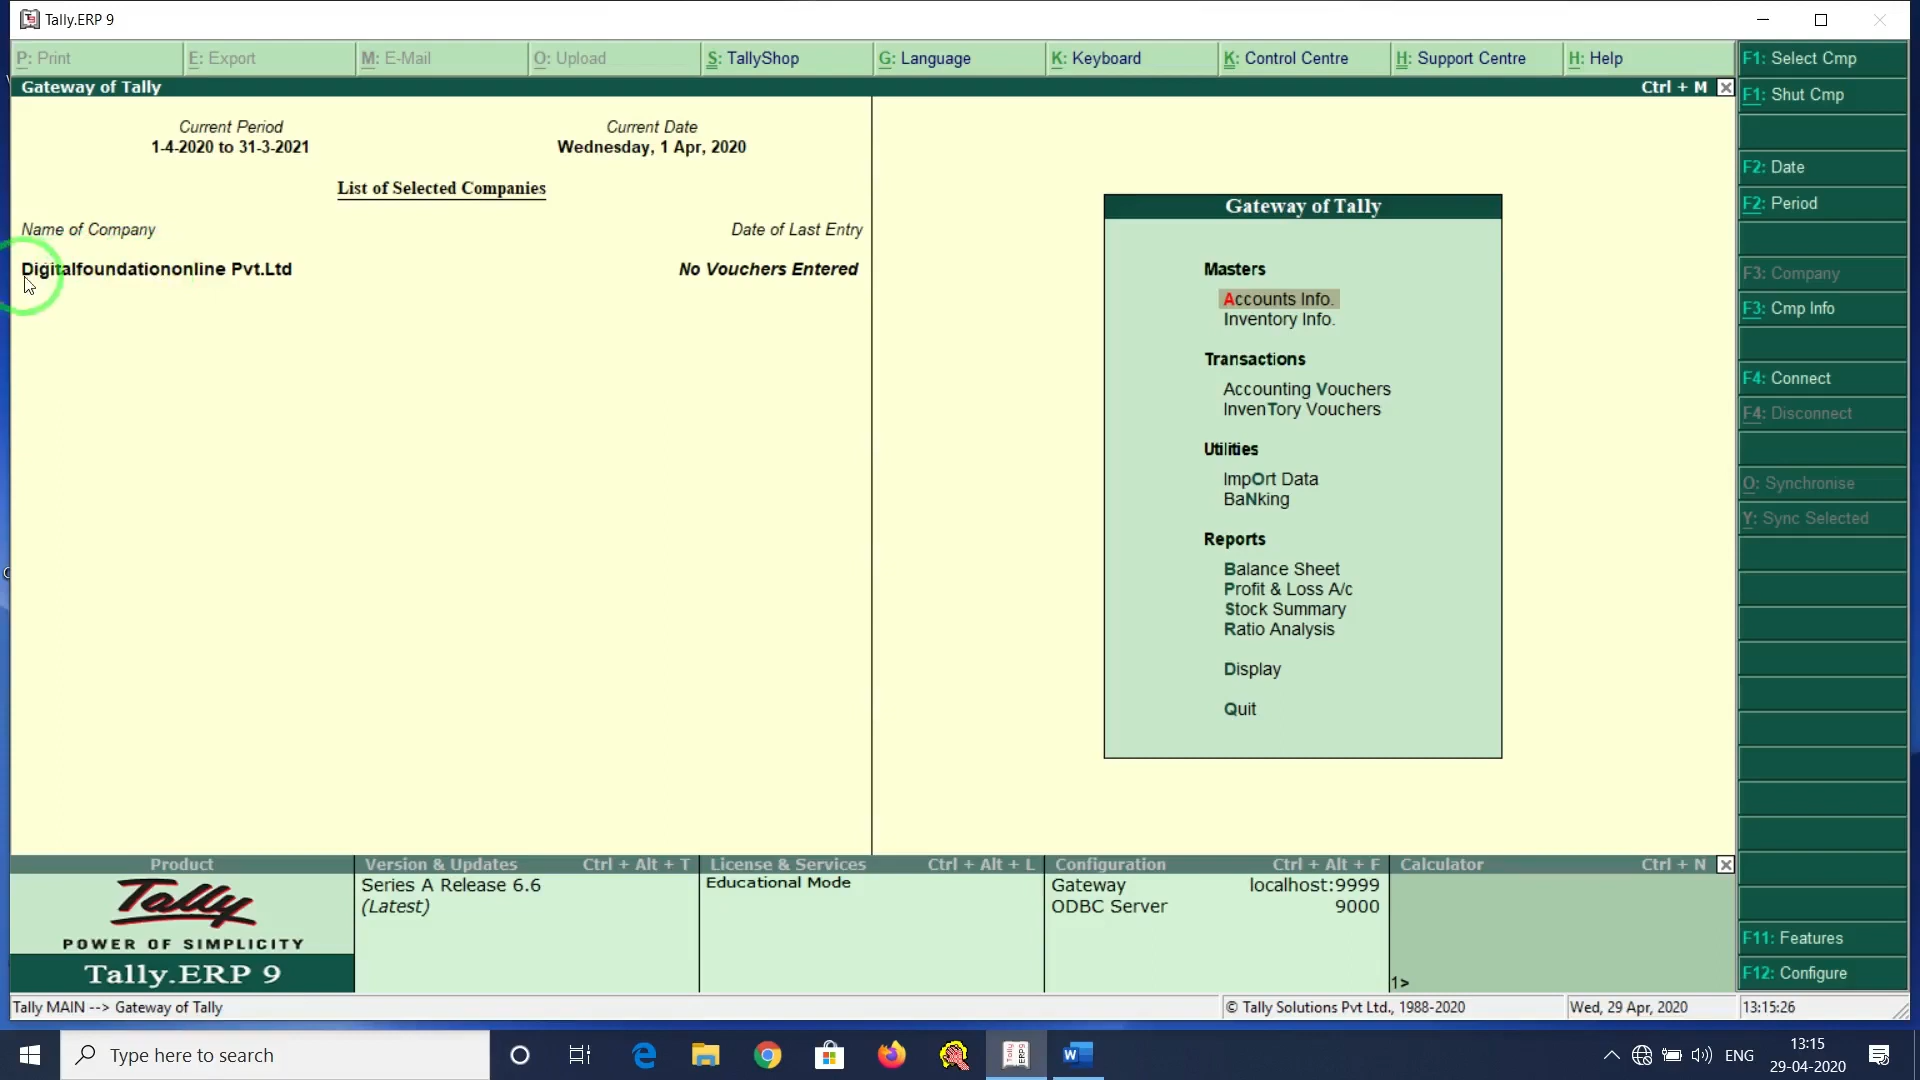 Tally.ERP 9
P: Print E: Export M: E-Mail O: Upload S: TallyShop G: Language K: Keyboard K: Control Centre H: Support Centre H: Help
Gateway of Tally Ctrl + M
Current Period Current Date
1-4-2020 to 31-3-2021 Wednesday, 1 Apr, 2020
List of Selected Companies
Name of Company Date of Last Entry
Digitalfoundationonline Pvt.Ltd No Vouchers Entered
Gateway of Tally
Masters
Accounts Info.
Inventory Info.
Transactions
Accounting Vouchers
InvenTory Vouchers
Utilities
ImpOrt Data
BaNking
Reports
Balance Sheet
Profit & Loss A/c
Stock Summary
Ratio Analysis
Display
Quit
F1: Select Cmp
F1: Shut Cmp
F2: Date
F2: Period
F3: Company
F3: Cmp Info
F4: Connect
F4: Disconnect
O: Synchronise
Y: Sync Selected
F11: Features
F12: Configure
Product
Tally
POWER OF SIMPLICITY
Tally.ERP 9
Version & Updates Ctrl + Alt + T
Series A Release 6.6
(Latest)
License & Services Ctrl + Alt + L
Educational Mode
Configuration Ctrl + Alt + F
Gateway localhost:9999
ODBC Server 9000
Calculator Ctrl + N
1>
Tally MAIN --> Gateway of Tally © Tally Solutions Pvt Ltd., 1988-2020 Wed, 29 Apr, 2020 13:15:26
Type here to search
ENG
13:15
29-04-2020